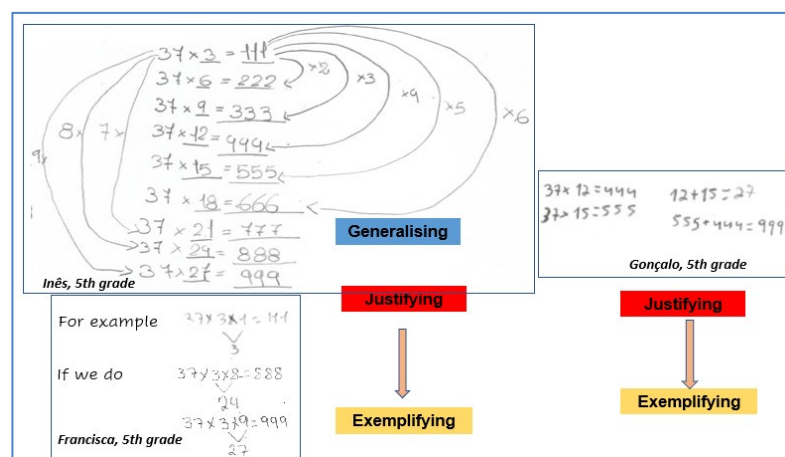 37 × 3 = 111
37 × 6 = 222
37 × 9 = 333
37 × 12 = 444
37 × 15 = 555
37 × 18 = 666
37 × 21 = 777
37 × 24 = 888
37 × 27 = 999
×2
×3
×4
×5
×6
7×
8×
9×
Inês, 5th grade
Generalising
Justifying
Exemplifying
For example
37×3×1=111
3
If we do
37×3×8=888
24
37×3×9=999
27
Francisca, 5th grade
37×12=444
37×15=555
12+15=27
555+444=999
Gonçalo, 5th grade
Justifying
Exemplifying